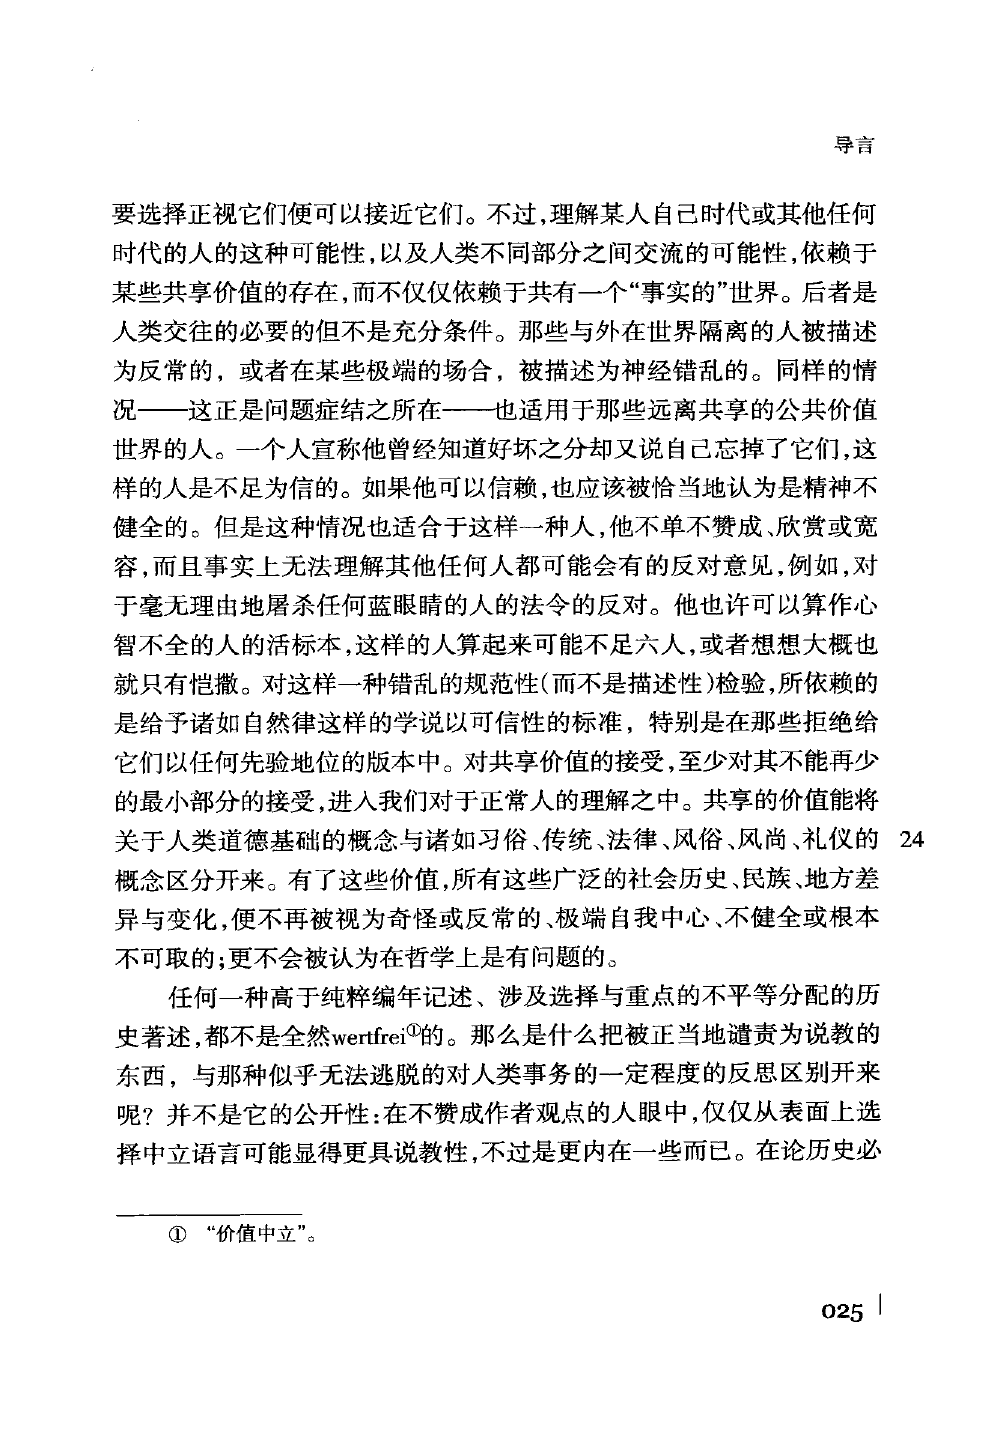 导言
要选择正视它们便可以接近它们。不过，理解某人自己时代或其他任何
时代的人的这种可能性，以及人类不同部分之间交流的可能性，依赖于
某些共享价值的存在，而不仅仅依赖于共有一个“事实的”世界。后者是
人类交往的必要的但不是充分条件。那些与外在世界隔离的人被描述
为反常的，或者在某些极端的场合，被描述为神经错乱的。同样的情
况——这正是问题症结之所在——也适用于那些远离共享的公共价值
世界的人。一个人宣称他曾经知道好坏之分却又说自己忘掉了它们，这
样的人是不足为信的。如果他可以信赖，也应该被恰当地认为是精神不
健全的。但是这种情况也适合于这样一种人，他不单不赞成、欣赏或宽
容，而且事实上无法理解其他任何人都可能会有的反对意见，例如，对
于毫无理由地屠杀任何蓝眼睛的人的法令的反对。他也许可以算作心
智不全的人的活标本，这样的人算起来可能不足六人，或者想想大概也
就只有恺撒。对这样一种错乱的规范性（而不是描述性）检验，所依赖的
是给予诸如自然律这样的学说以可信性的标准，特别是在那些拒绝给
它们以任何先验地位的版本中。对共享价值的接受，至少对其不能再少
的最小部分的接受，进入我们对于正常人的理解之中。共享的价值能将
关于人类道德基础的概念与诸如习俗、传统、法律、风俗、风尚、礼仪的 24
概念区分开来。有了这些价值，所有这些广泛的社会历史、民族、地方差
异与变化，便不再被视为奇怪或反常的、极端自我中心、不健全或根本
不可取的；更不会被认为在哲学上是有问题的。
任何一种高于纯粹编年记述、涉及选择与重点的不平等分配的历
史著述，都不是全然wertfrei①的。那么是什么把被正当地谴责为说教的
东西，与那种似乎无法逃脱的对人类事务的一定程度的反思区别开来
呢？并不是它的公开性：在不赞成作者观点的人眼中，仅仅从表面上选
择中立语言可能显得更具说教性，不过是更内在一些而已。在论历史必
① “价值中立”。
025